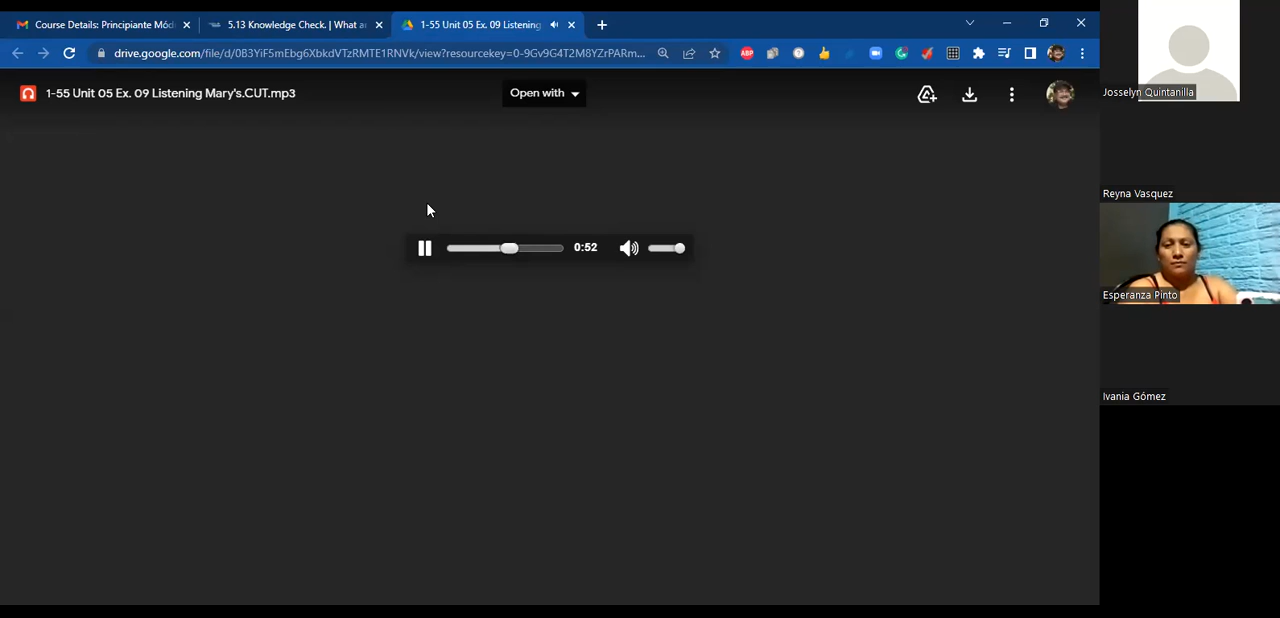 Course Details: Principiante Mód
5.13 Knowledge Check. | What ar
1-55 Unit 05 Ex. 09 Listening
drive.google.com/file/d/0B3YiF5mEbg6XbkdVTzRMTE1RNVk/view?resourcekey=0-9Gv9G4T2M8YZrPARm...
ABP
1-55 Unit 05 Ex. 09 Listening Mary's.CUT.mp3
Open with
0:52
Josselyn Quintanilla
Reyna Vasquez
Esperanza Pinto
Ivania Gómez